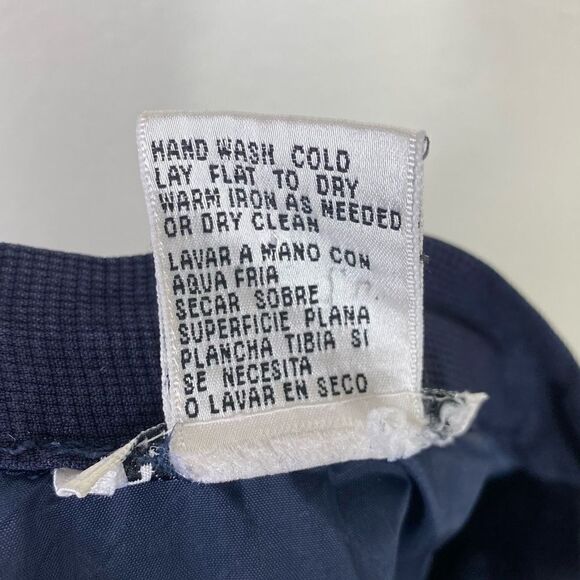 HAND WASH COLD
LAY FLAT TO DRY
WARM IRON AS NEEDED
OR DRY CLEAN
LAVAR A MANO CON
AQUA FRIA
SECAR SOBRE
SUPERFICIE PLANA
PLANCHA TIBIA SI
SE NECESITA
O LAVAR EN SECO